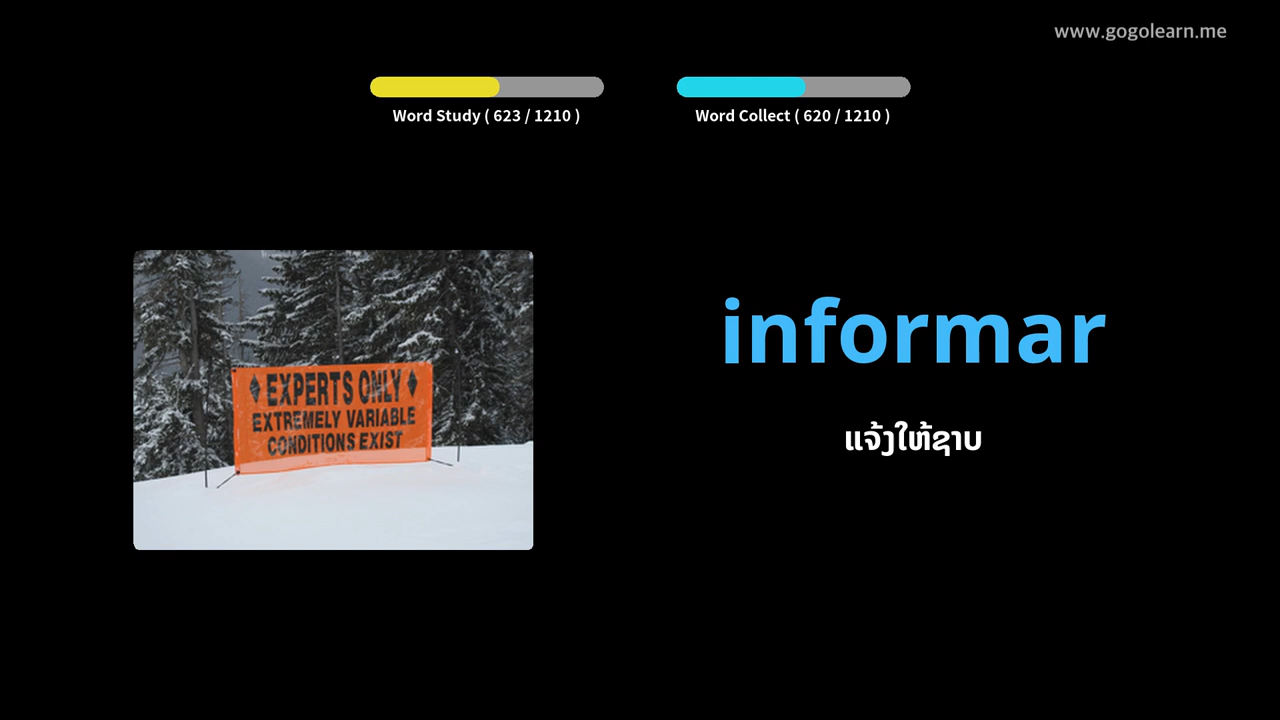 www.gogolearn.me
Word Study ( 623 / 1210 )
Word Collect ( 620 / 1210 )
EXPERTS ONLY
EXTREMELY VARIABLE
CONDITIONS EXIST
informar
ແຈ້ງໃຫ້ຊາບ